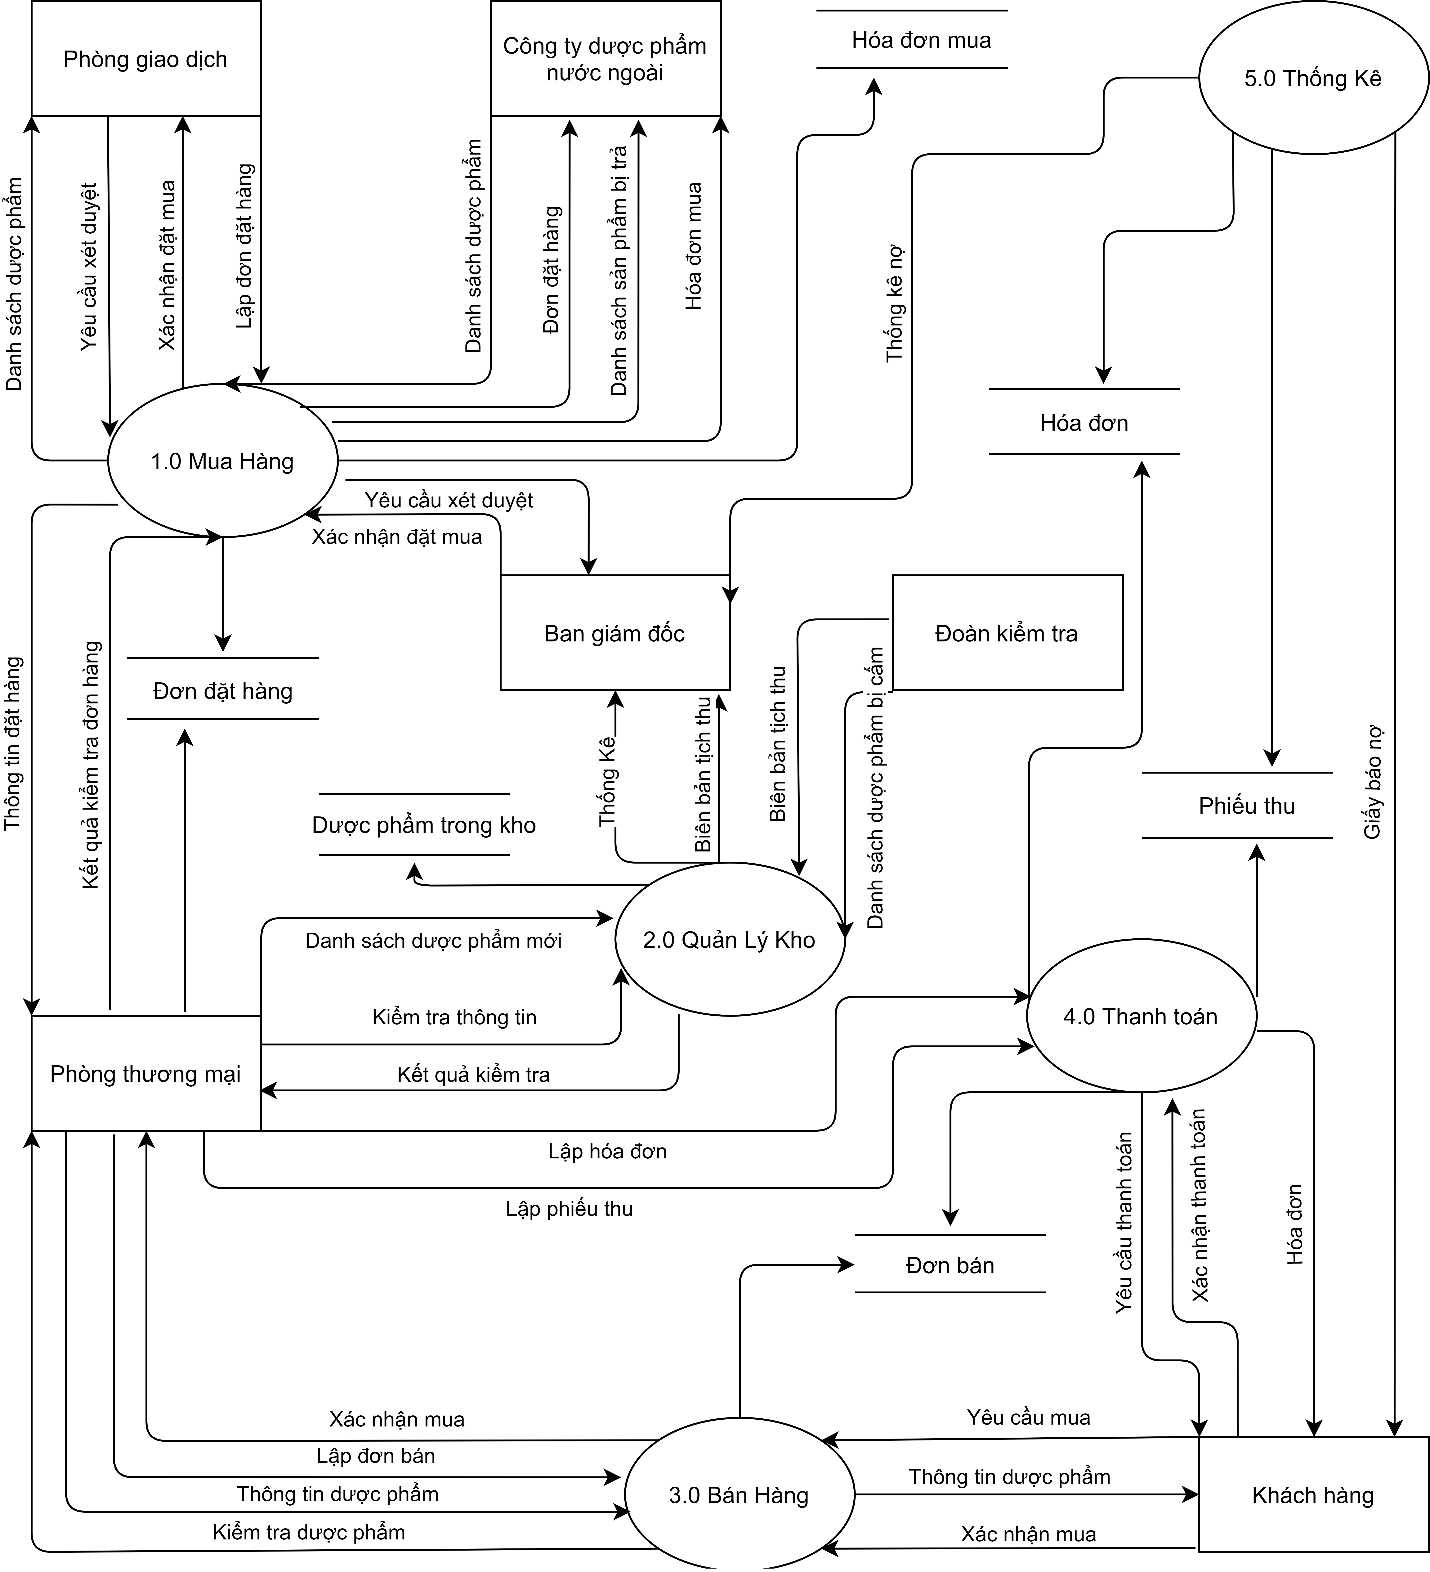 Phòng giao dịch
Công ty dược phẩm
nước ngoài
Hóa đơn mua
5.0 Thống Kê
Danh sách dược phẩm
Yêu cầu xét duyệt
Xác nhận đặt mua
Lập đơn đặt hàng
Danh sách dược phẩm
Đơn đặt hàng
Danh sách sản phẩm bị trả
Hóa đơn mua
Thống kê nợ
Hóa đơn
1.0 Mua Hàng
Yêu cầu xét duyệt
Xác nhận đặt mua
Ban giám đốc
Đoàn kiểm tra
Thông tin đặt hàng
Kết quả kiểm tra đơn hàng
Đơn đặt hàng
Thống Kê
Biên bản tịch thu
Biên bản tịch thu
Danh sách dược phẩm bị cấm
Giấy báo nợ
Phiếu thu
Dược phẩm trong kho
Danh sách dược phẩm mới
2.0 Quản Lý Kho
Kiểm tra thông tin
4.0 Thanh toán
Phòng thương mại
Kết quả kiểm tra
Lập hóa đơn
Lập phiếu thu
Yêu cầu thanh toán
Xác nhận thanh toán
Hóa đơn
Đơn bán
Xác nhận mua
Yêu cầu mua
Lập đơn bán
Thông tin dược phẩm
Thông tin dược phẩm
3.0 Bán Hàng
Khách hàng
Kiểm tra dược phẩm
Xác nhận mua